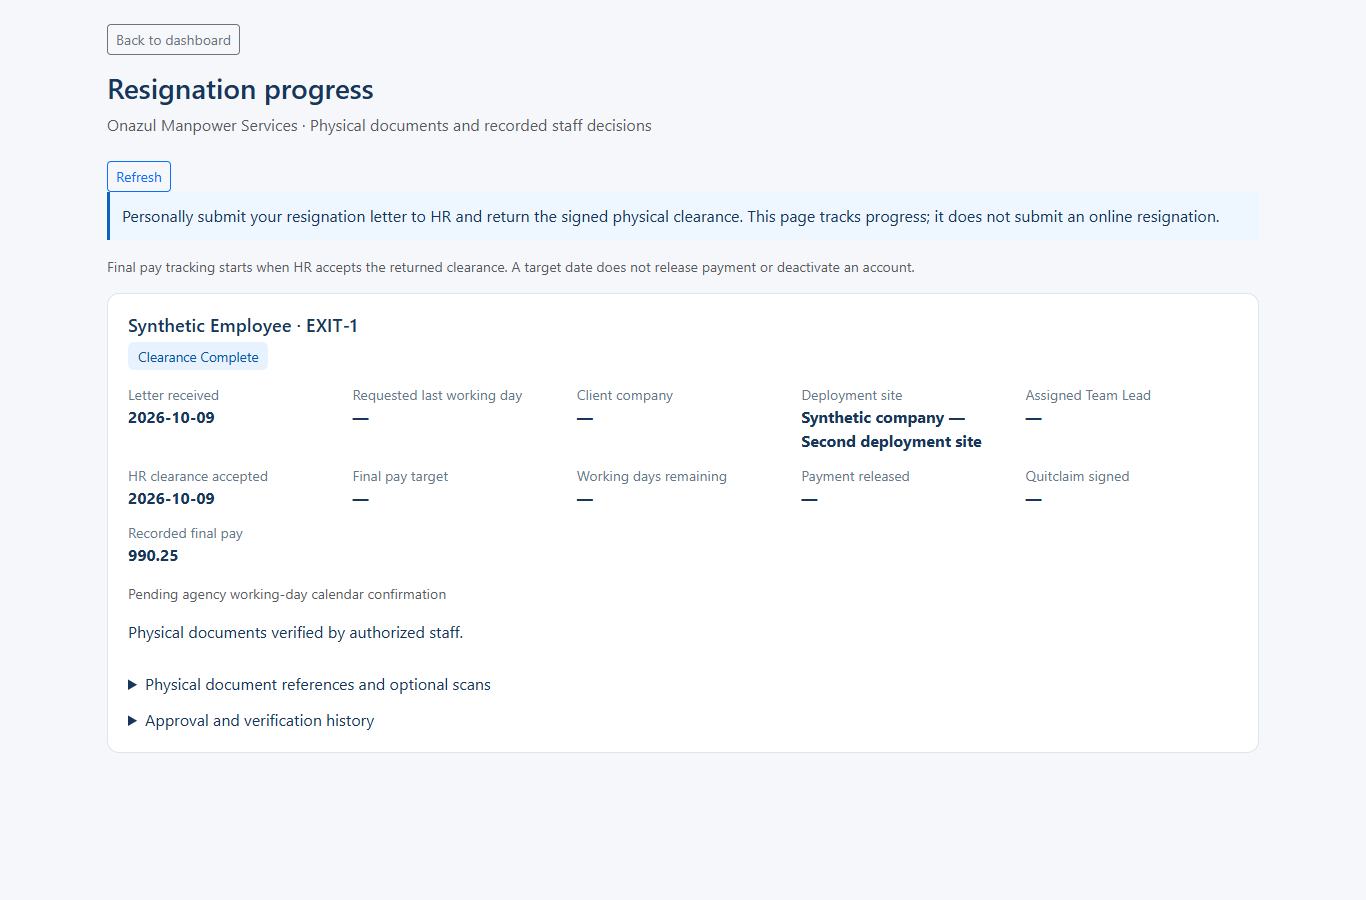 Back to dashboard
Resignation progress
Onazul Manpower Services · Physical documents and recorded staff decisions
Refresh
Personally submit your resignation letter to HR and return the signed physical clearance. This page tracks progress; it does not submit an online resignation.
Final pay tracking starts when HR accepts the returned clearance. A target date does not release payment or deactivate an account.
Synthetic Employee · EXIT-1
Clearance Complete
Letter received
2026-10-09
Requested last working day
—
Client company
—
Deployment site
Synthetic company —
Second deployment site
Assigned Team Lead
—
HR clearance accepted
2026-10-09
Final pay target
—
Working days remaining
—
Payment released
—
Quitclaim signed
—
Recorded final pay
990.25
Pending agency working-day calendar confirmation
Physical documents verified by authorized staff.
Physical document references and optional scans
Approval and verification history